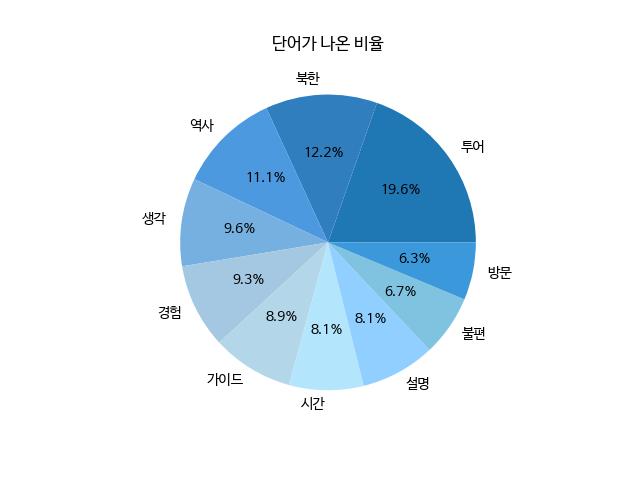 단어가 나온 비율
북한
12.2%
역사
11.1%
투어
19.6%
생각
9.6%
경험
9.3%
가이드
8.9%
시간
8.1%
설명
8.1%
불편
6.7%
방문
6.3%